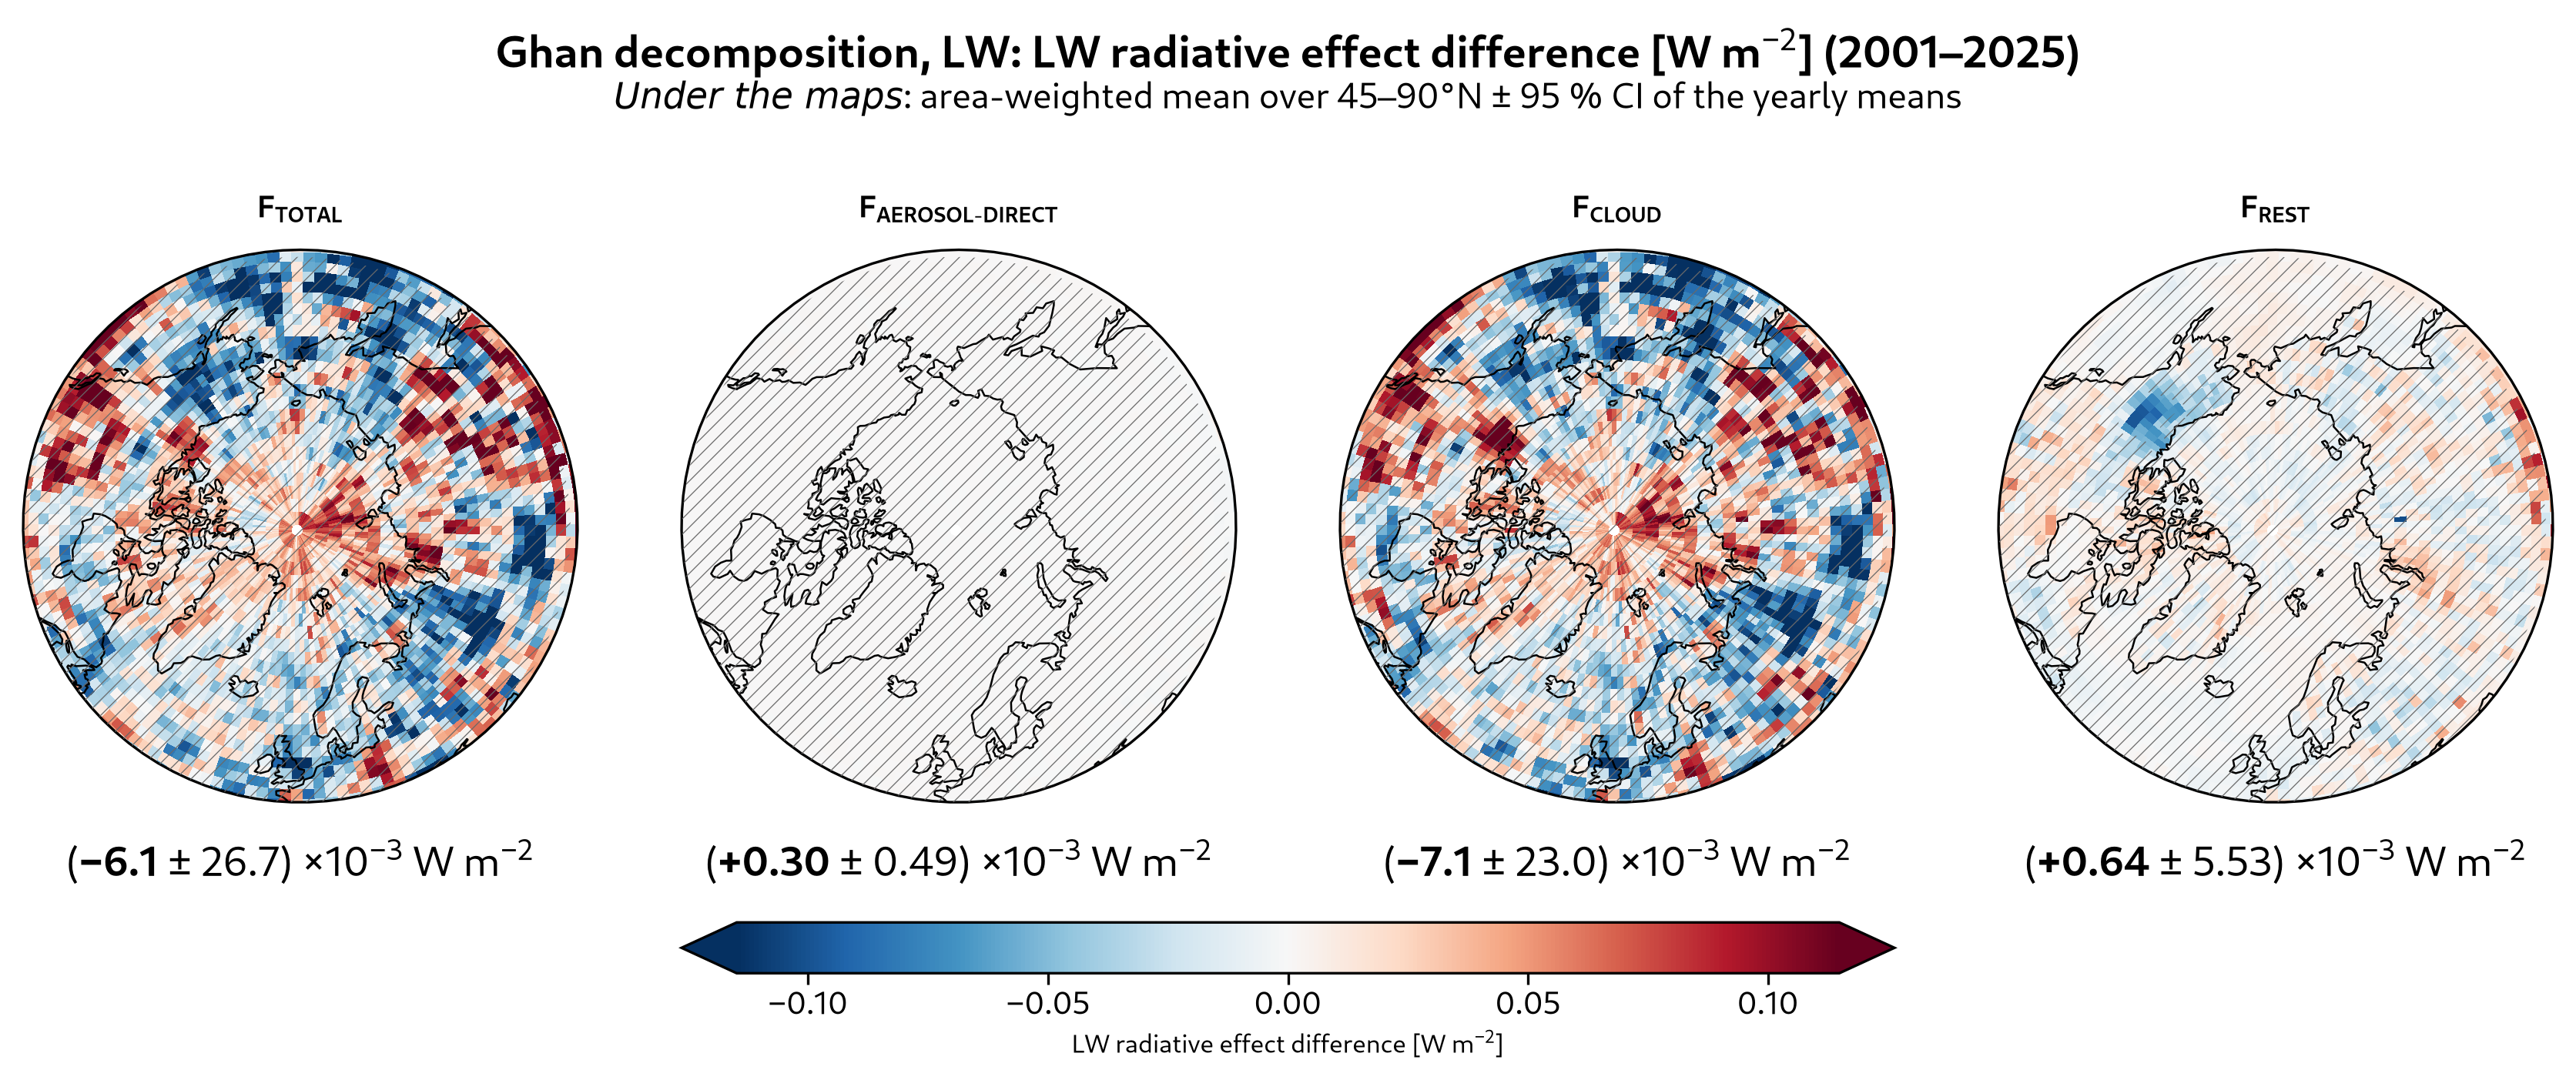 Ghan decomposition, LW: LW radiative effect difference [W m⁻²] (2001–2025)
Under the maps: area-weighted mean over 45–90°N ± 95 % CI of the yearly means
F_TOTAL
F_AEROSOL-DIRECT
F_CLOUD
F_REST
(−6.1 ± 26.7) ×10⁻³ W m⁻²
(+0.30 ± 0.49) ×10⁻³ W m⁻²
(−7.1 ± 23.0) ×10⁻³ W m⁻²
(+0.64 ± 5.53) ×10⁻³ W m⁻²
−0.10 −0.05 0.00 0.05 0.10
LW radiative effect difference [W m⁻²]